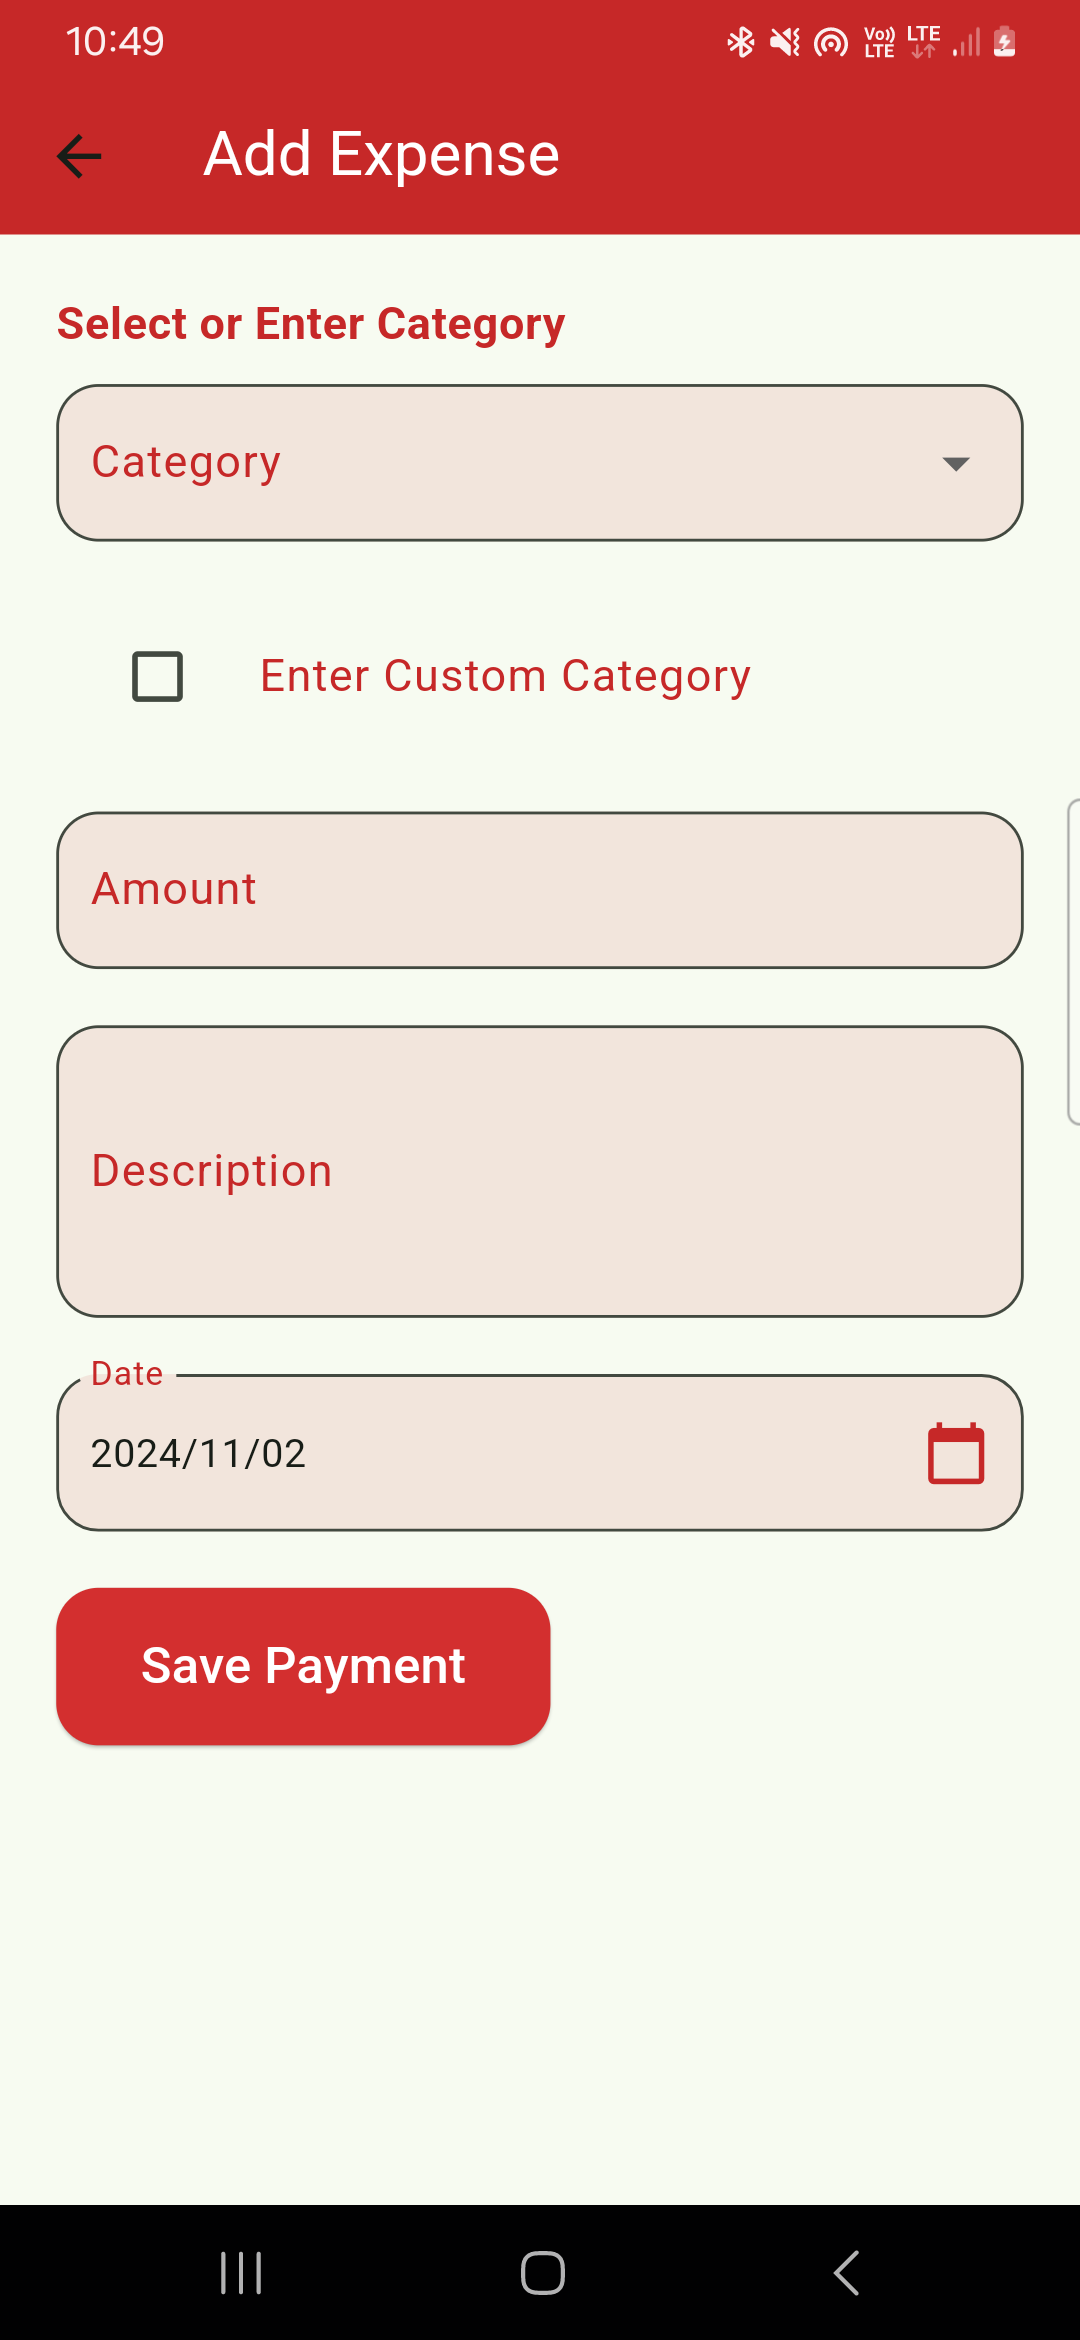 10:49
Vo)) LTE
LTE
Add Expense
Select or Enter Category
Category
Enter Custom Category
Amount
Description
Date
2024/11/02
Save Payment